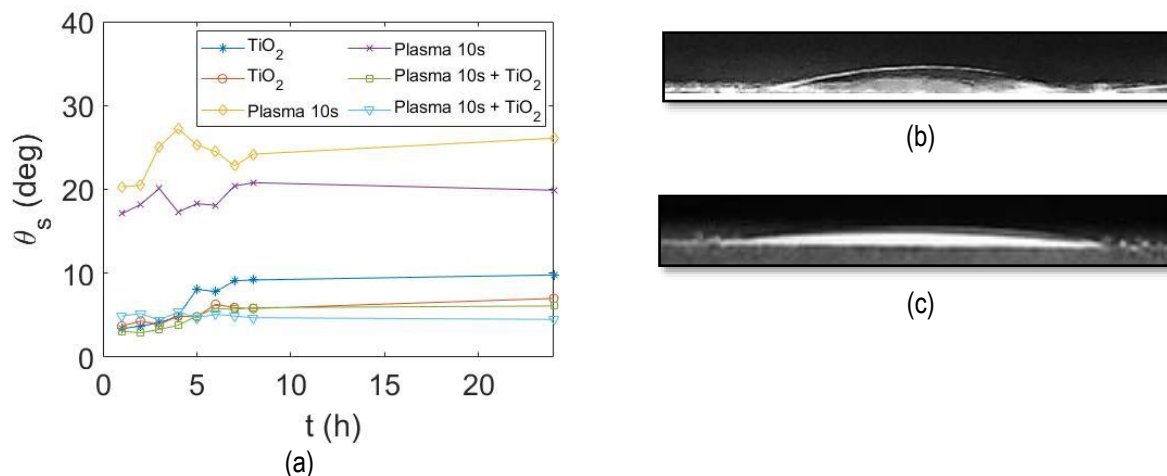 40
30
20
10
0
θs (deg)
TiO2
TiO2
Plasma 10s
Plasma 10s
Plasma 10s + TiO2
Plasma 10s + TiO2
0 5 10 15 20
t (h)
(a)
(b)
(c)